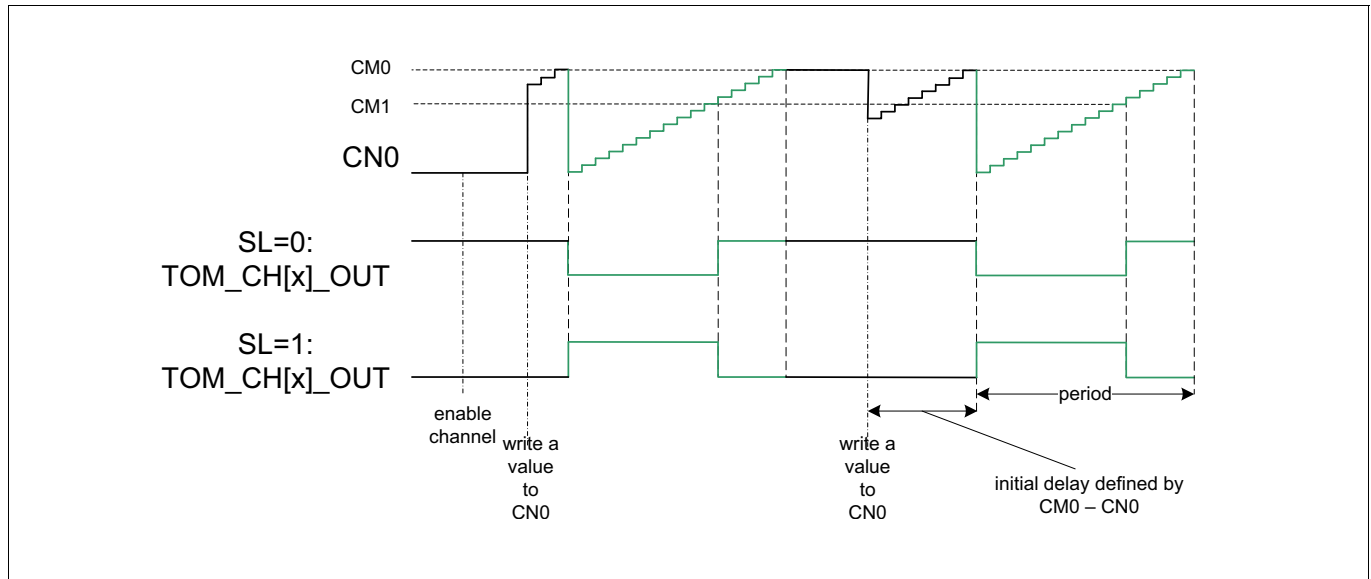 CM0
CM1
CN0
SL=0:
TOM_CH[x]_OUT
SL=1:
TOM_CH[x]_OUT
period
enable
channel
write a
value
to
CN0
write a
value
to
CN0
initial delay defined by
CM0 – CN0